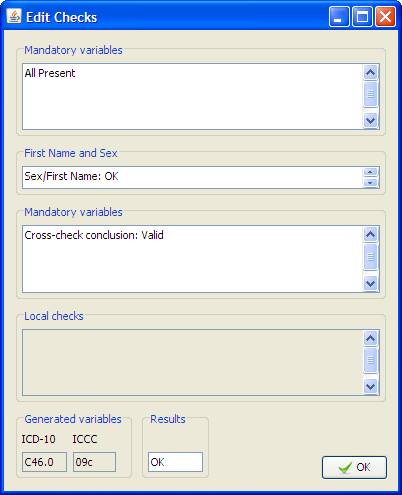 Edit Checks
Mandatory variables
All Present
First Name and Sex
Sex/First Name: OK
Mandatory variables
Cross-check conclusion: Valid
Local checks
Generated variables
ICD-10 ICCC
C46.0 09c
Results
OK
OK